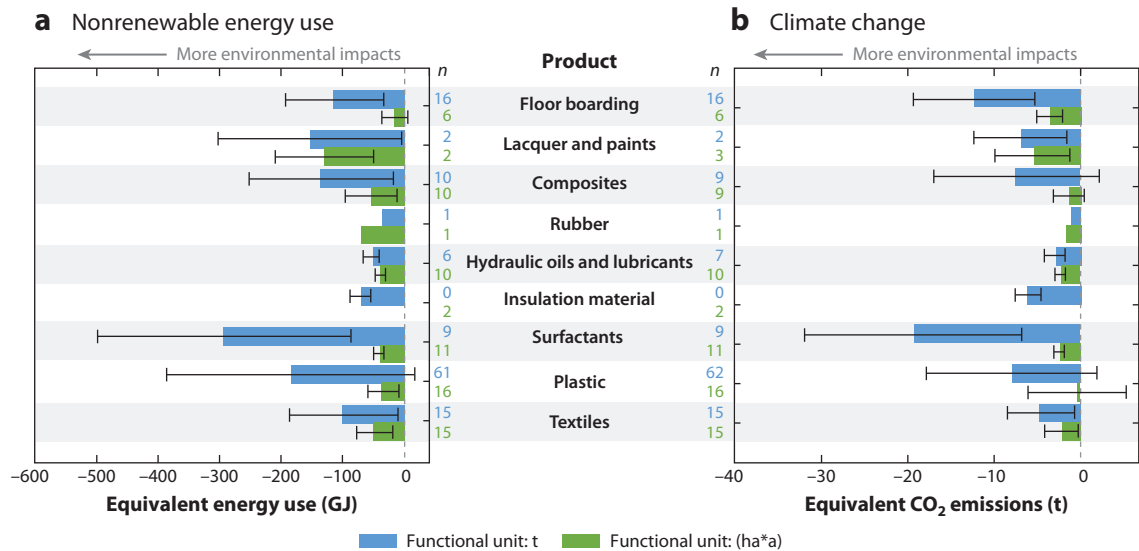 a Nonrenewable energy use
b Climate change
More environmental impacts
More environmental impacts
n
Product
n
16
6
Floor boarding
16
6
2
2
Lacquer and paints
2
3
10
10
Composites
9
9
1
1
Rubber
1
1
6
10
Hydraulic oils and lubricants
7
10
0
2
Insulation material
0
2
9
11
Surfactants
9
11
61
16
Plastic
62
16
15
15
Textiles
15
15
–600 –500 –400 –300 –200 –100 0
–40 –30 –20 –10 0
Equivalent energy use (GJ)
Equivalent CO₂ emissions (t)
Functional unit: t
Functional unit: (ha*a)